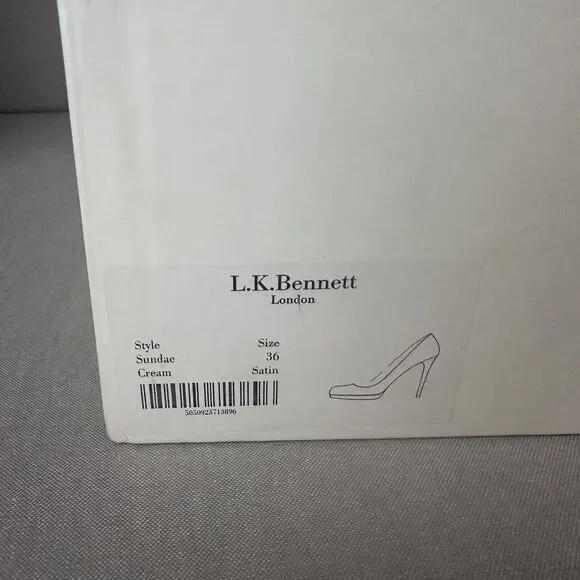 L.K.Bennett
London
Style Size
Sundae 36
Cream Satin
5050923713896